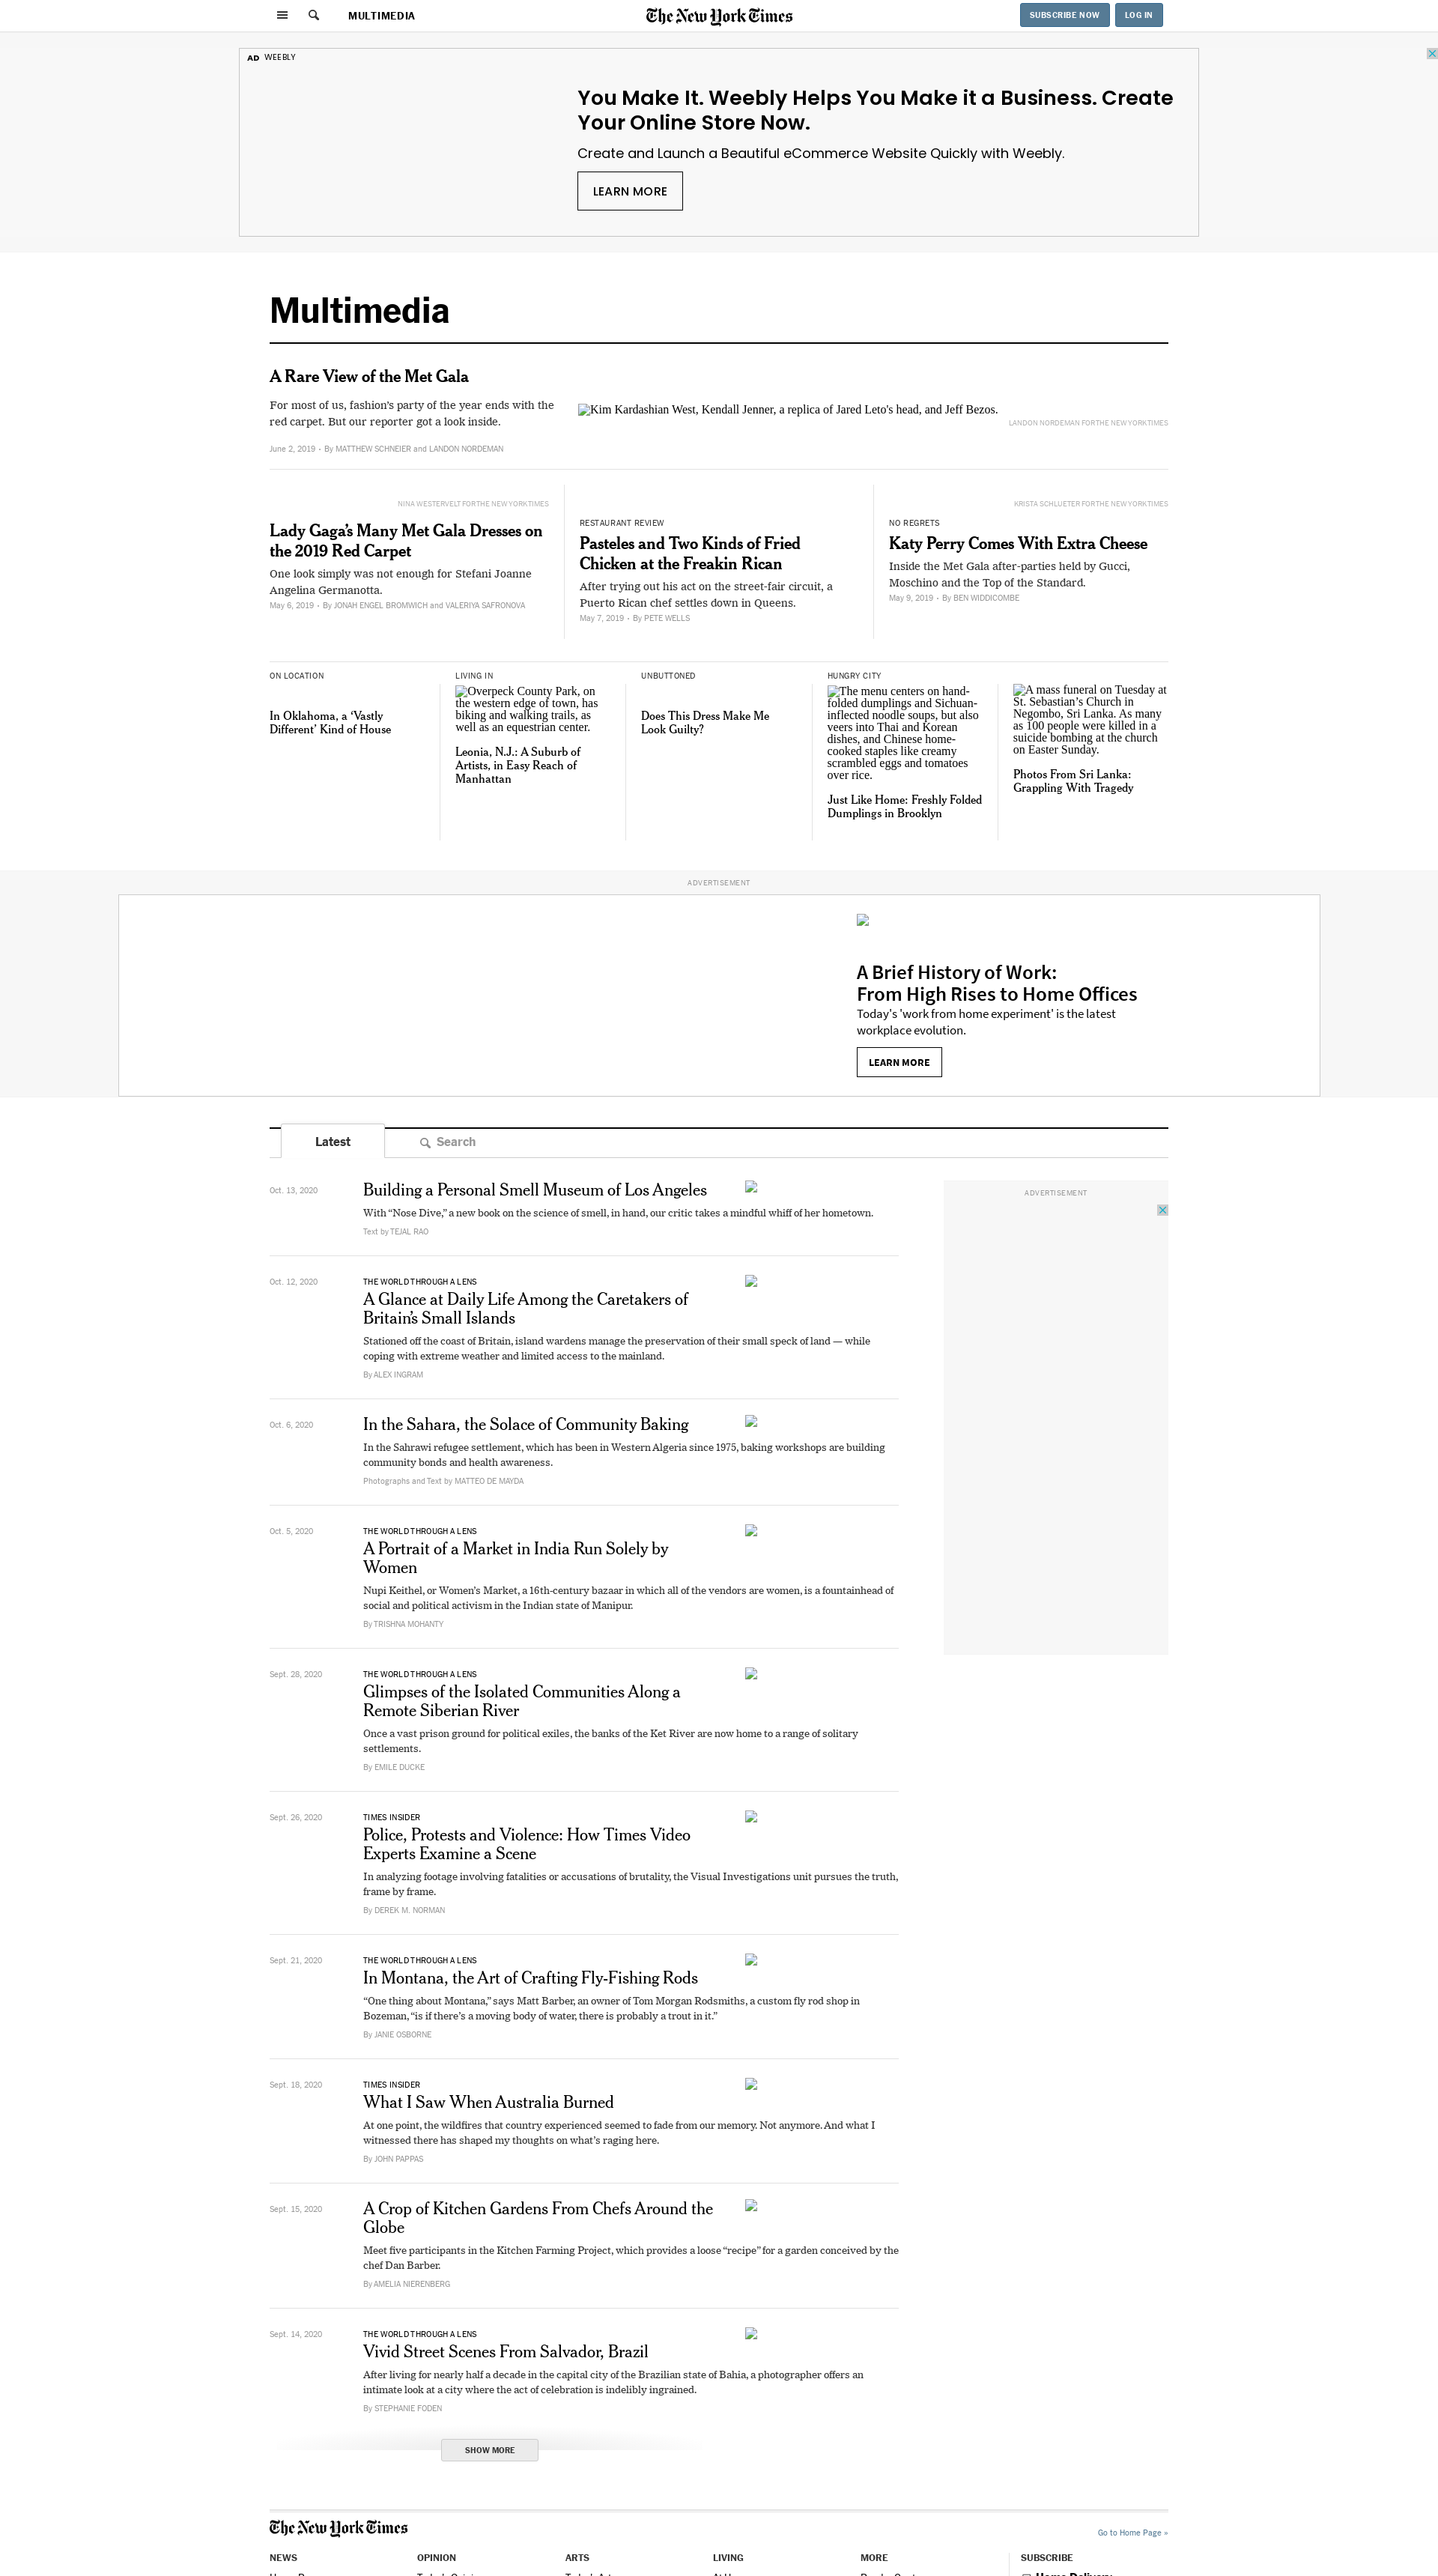 MULTIMEDIA
The New York Times
SUBSCRIBE NOW
LOG IN
AD WEEBLY
You Make It. Weebly Helps You Make it a Business. Create
Your Online Store Now.
Create and Launch a Beautiful eCommerce Website Quickly with Weebly.
LEARN MORE
Multimedia
A Rare View of the Met Gala
For most of us, fashion's party of the year ends with the
red carpet. But our reporter got a look inside.
June 2, 2019 • By MATTHEW SCHNEIER and LANDON NORDEMAN
Kim Kardashian West, Kendall Jenner, a replica of Jared Leto's head, and Jeff Bezos.
LANDON NORDEMAN FOR THE NEW YORK TIMES
NINA WESTERVELT FOR THE NEW YORK TIMES
Lady Gaga's Many Met Gala Dresses on
the 2019 Red Carpet
One look simply was not enough for Stefani Joanne
Angelina Germanotta.
May 6, 2019 • By JONAH ENGEL BROMWICH and VALERIYA SAFRONOVA
RESTAURANT REVIEW
Pasteles and Two Kinds of Fried
Chicken at the Freakin Rican
After trying out his act on the street-fair circuit, a
Puerto Rican chef settles down in Queens.
May 7, 2019 • By PETE WELLS
KRISTA SCHLUETER FOR THE NEW YORK TIMES
NO REGRETS
Katy Perry Comes With Extra Cheese
Inside the Met Gala after-parties held by Gucci,
Moschino and the Top of the Standard.
May 9, 2019 • By BEN WIDDICOMBE
ON LOCATION
In Oklahoma, a ‘Vastly
Different’ Kind of House
LIVING IN
Overpeck County Park, on
the western edge of town, has
biking and walking trails, as
well as an equestrian center.
Leonia, N.J.: A Suburb of
Artists, in Easy Reach of
Manhattan
UNBUTTONED
Does This Dress Make Me
Look Guilty?
HUNGRY CITY
The menu centers on hand-
folded dumplings and Sichuan-
inflected noodle soups, but also
veers into Thai and Korean
dishes, and Chinese home-
cooked staples like creamy
scrambled eggs and tomatoes
over rice.
Just Like Home: Freshly Folded
Dumplings in Brooklyn
A mass funeral on Tuesday at
St. Sebastian’s Church in
Negombo, Sri Lanka. As many
as 100 people were killed in a
suicide bombing at the church
on Easter Sunday.
Photos From Sri Lanka:
Grappling With Tragedy
ADVERTISEMENT
A Brief History of Work:
From High Rises to Home Offices
Today's 'work from home experiment' is the latest
workplace evolution.
LEARN MORE
Latest
Search
ADVERTISEMENT
Oct. 13, 2020
Building a Personal Smell Museum of Los Angeles
With “Nose Dive,” a new book on the science of smell, in hand, our critic takes a mindful whiff of her hometown.
Text by TEJAL RAO
Oct. 12, 2020
THE WORLD THROUGH A LENS
A Glance at Daily Life Among the Caretakers of
Britain’s Small Islands
Stationed off the coast of Britain, island wardens manage the preservation of their small speck of land — while
coping with extreme weather and limited access to the mainland.
By ALEX INGRAM
Oct. 6, 2020
In the Sahara, the Solace of Community Baking
In the Sahrawi refugee settlement, which has been in Western Algeria since 1975, baking workshops are building
community bonds and health awareness.
Photographs and Text by MATTEO DE MAYDA
Oct. 5, 2020
THE WORLD THROUGH A LENS
A Portrait of a Market in India Run Solely by
Women
Nupi Keithel, or Women’s Market, a 16th-century bazaar in which all of the vendors are women, is a fountainhead of
social and political activism in the Indian state of Manipur.
By TRISHNA MOHANTY
Sept. 28, 2020
THE WORLD THROUGH A LENS
Glimpses of the Isolated Communities Along a
Remote Siberian River
Once a vast prison ground for political exiles, the banks of the Ket River are now home to a range of solitary
settlements.
By EMILE DUCKE
Sept. 26, 2020
TIMES INSIDER
Police, Protests and Violence: How Times Video
Experts Examine a Scene
In analyzing footage involving fatalities or accusations of brutality, the Visual Investigations unit pursues the truth,
frame by frame.
By DEREK M. NORMAN
Sept. 21, 2020
THE WORLD THROUGH A LENS
In Montana, the Art of Crafting Fly-Fishing Rods
“One thing about Montana,” says Matt Barber, an owner of Tom Morgan Rodsmiths, a custom fly rod shop in
Bozeman, “is if there’s a moving body of water, there is probably a trout in it.”
By JANIE OSBORNE
Sept. 18, 2020
TIMES INSIDER
What I Saw When Australia Burned
At one point, the wildfires that country experienced seemed to fade from our memory. Not anymore. And what I
witnessed there has shaped my thoughts on what’s raging here.
By JOHN PAPPAS
Sept. 15, 2020
A Crop of Kitchen Gardens From Chefs Around the
Globe
Meet five participants in the Kitchen Farming Project, which provides a loose “recipe” for a garden conceived by the
chef Dan Barber.
By AMELIA NIERENBERG
Sept. 14, 2020
THE WORLD THROUGH A LENS
Vivid Street Scenes From Salvador, Brazil
After living for nearly half a decade in the capital city of the Brazilian state of Bahia, a photographer offers an
intimate look at a city where the act of celebration is indelibly ingrained.
By STEPHANIE FODEN
SHOW MORE
The New York Times
Go to Home Page »
NEWS
OPINION
ARTS
LIVING
MORE
SUBSCRIBE